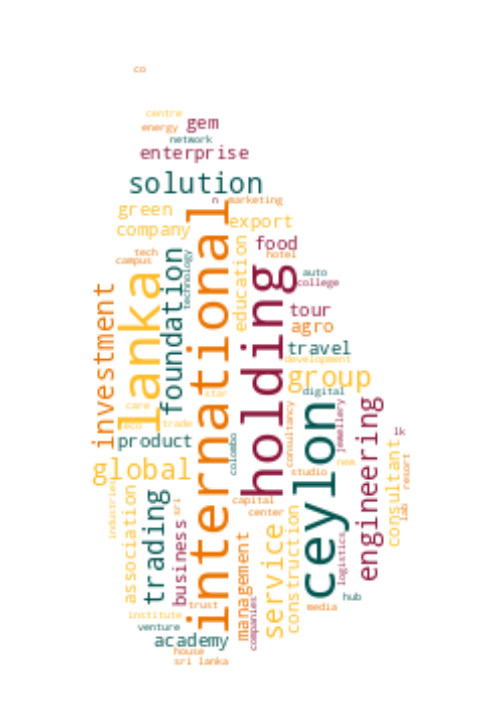 co
centre
energy
gem
network
enterprise
solution
n
marketing
green
company
export
international
lanka
foundation
technology
tech
campus
education
food
hotel
holding
auto
college
tour
agro
travel
development
investment
group
digital
star
care
eco
trade
product
colombo
consultancy
ceylon
jewellery
engineering
lk
new
studio
consultant
resort
lab
global
industries
association
trading
sri
business
capital
center
management
service
construction
logistics
hub
media
trust
institute
venture
academy
companies
house
sri lanka